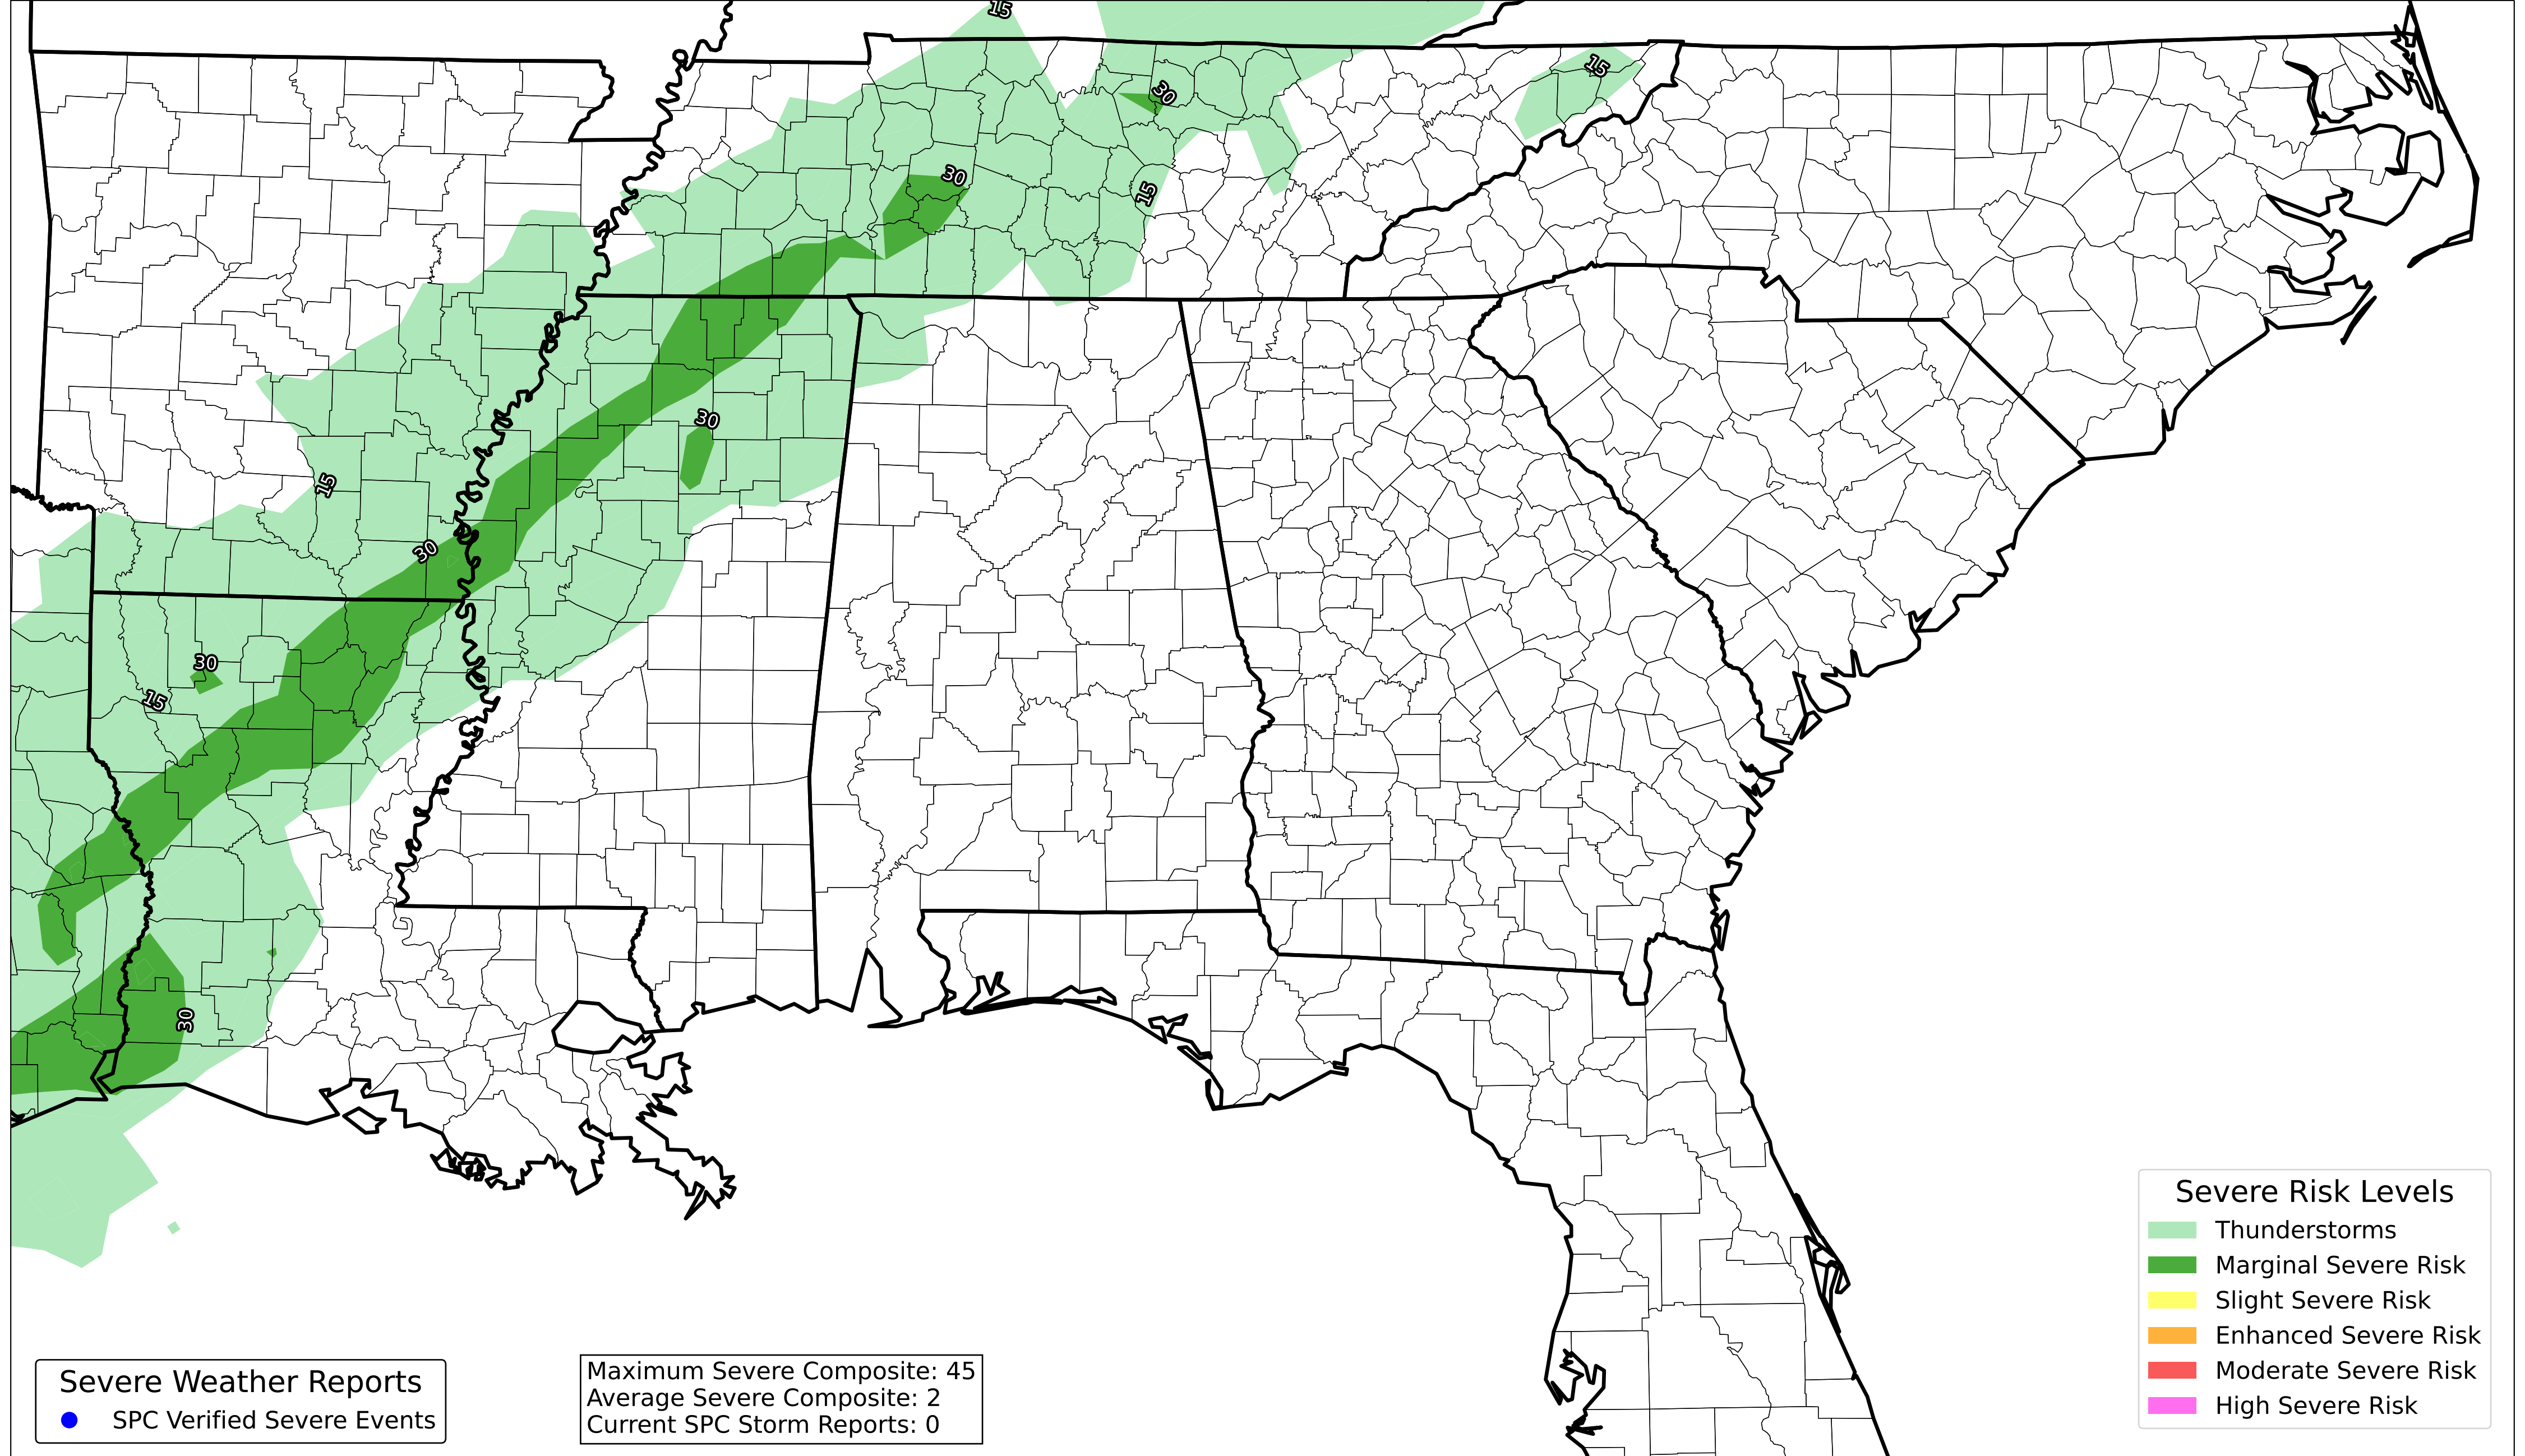 15
15
30
30
15
30
15
30
30
15
30
Severe Risk Levels
Thunderstorms
Marginal Severe Risk
Slight Severe Risk
Enhanced Severe Risk
Moderate Severe Risk
High Severe Risk
Severe Weather Reports
SPC Verified Severe Events
Maximum Severe Composite: 45
Average Severe Composite: 2
Current SPC Storm Reports: 0